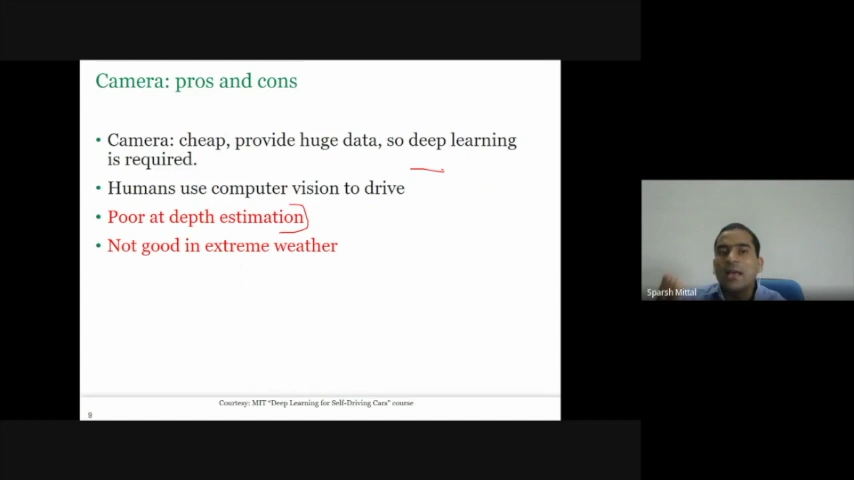 Camera: pros and cons
• Camera: cheap, provide huge data, so deep learning
is required.
• Humans use computer vision to drive
• Poor at depth estimation
• Not good in extreme weather
Courtesy: MIT "Deep Learning for Self-Driving Cars" course
9
Sparsh Mittal